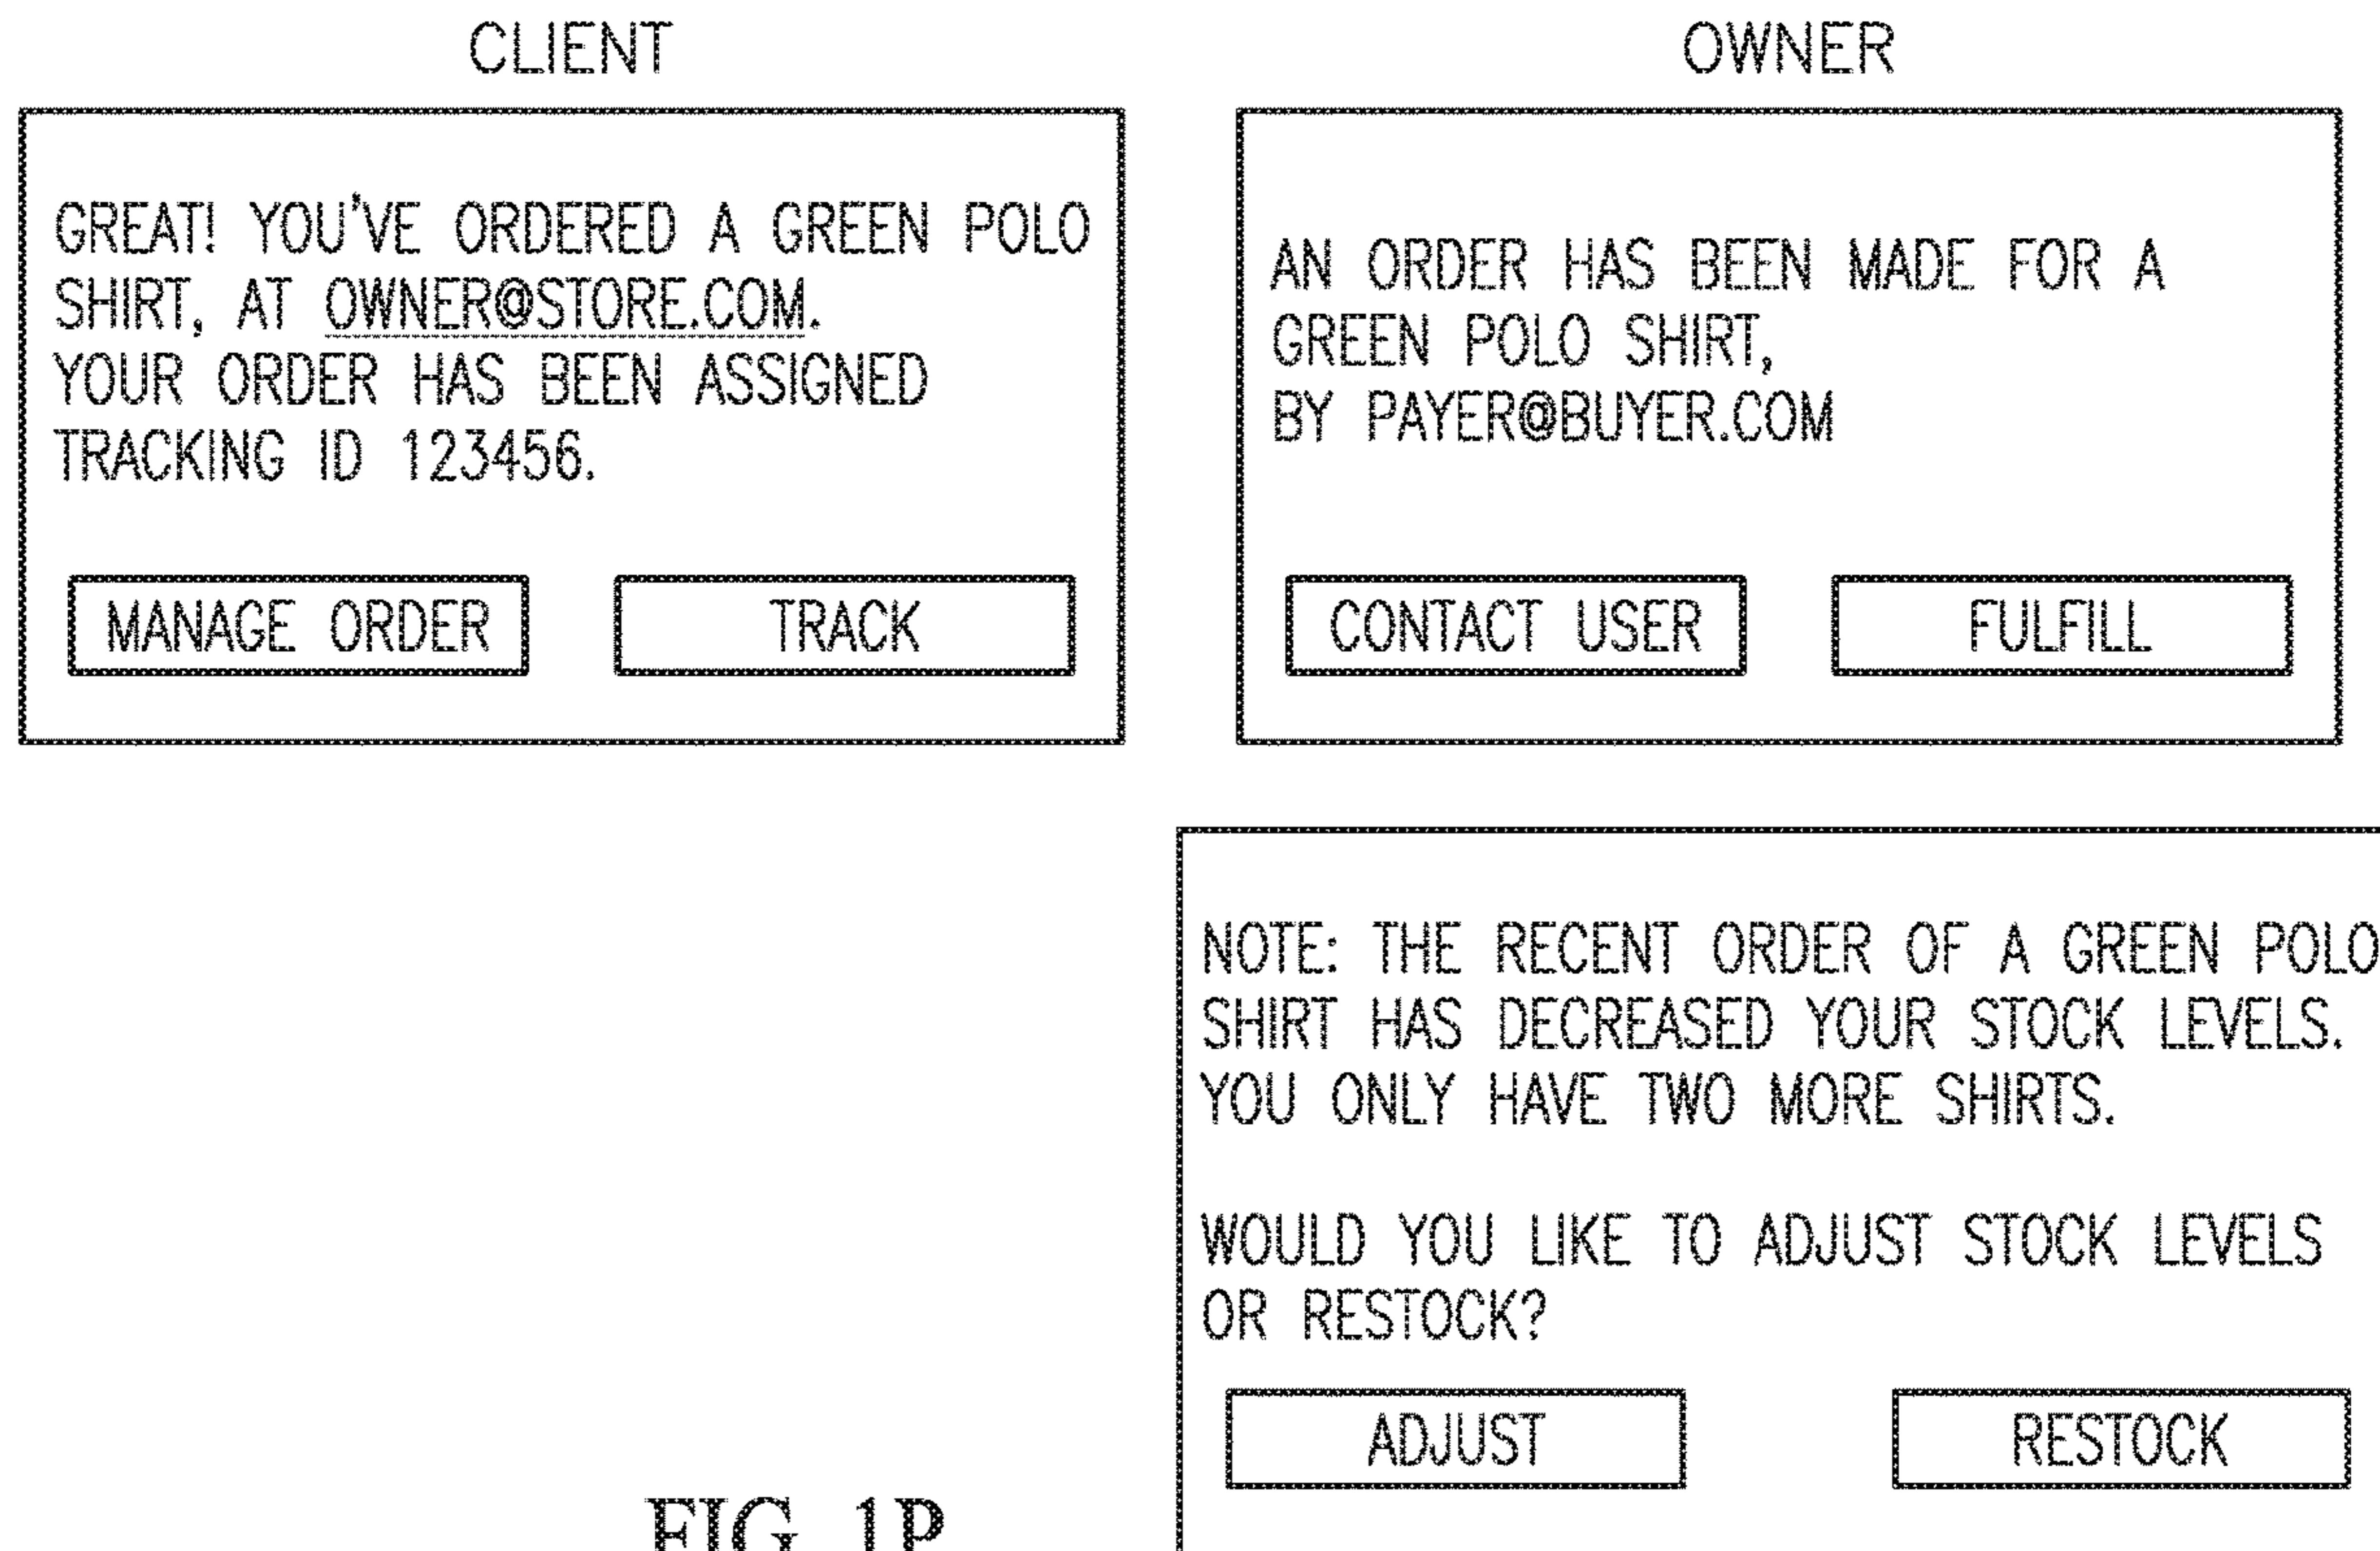 CLIENT
GREAT! YOU'VE ORDERED A GREEN POLO
SHIRT, AT OWNER@STORE.COM.
YOUR ORDER HAS BEEN ASSIGNED
TRACKING ID 123456.
MANAGE ORDER
TRACK
OWNER
AN ORDER HAS BEEN MADE FOR A
GREEN POLO SHIRT,
BY PAYER@BUYER.COM
CONTACT USER
FULFILL
NOTE: THE RECENT ORDER OF A GREEN POLO
SHIRT HAS DECREASED YOUR STOCK LEVELS.
YOU ONLY HAVE TWO MORE SHIRTS.
WOULD YOU LIKE TO ADJUST STOCK LEVELS
OR RESTOCK?
ADJUST
RESTOCK
FIG. 1P